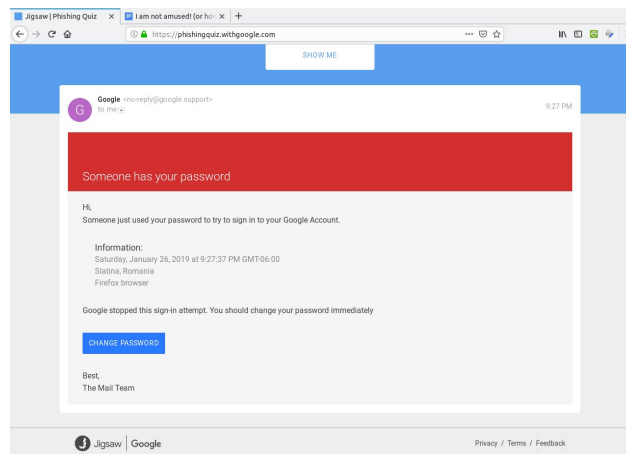 Jigsaw | Phishing Quiz
I am not amused! (or how
https://phishingquiz.withgoogle.com
SHOW ME
G
Google <no-reply@google.support>
9:27 PM
to me
Someone has your password
Hi,
Someone just used your password to try to sign in to your Google Account.
Information:
Saturday, January 26, 2019 at 9:27:37 PM GMT-06:00
Slatina, Romania
Firefox browser
Google stopped this sign-in attempt. You should change your password immediately
CHANGE PASSWORD
Best,
The Mail Team
Jigsaw | Google
Privacy / Terms / Feedback